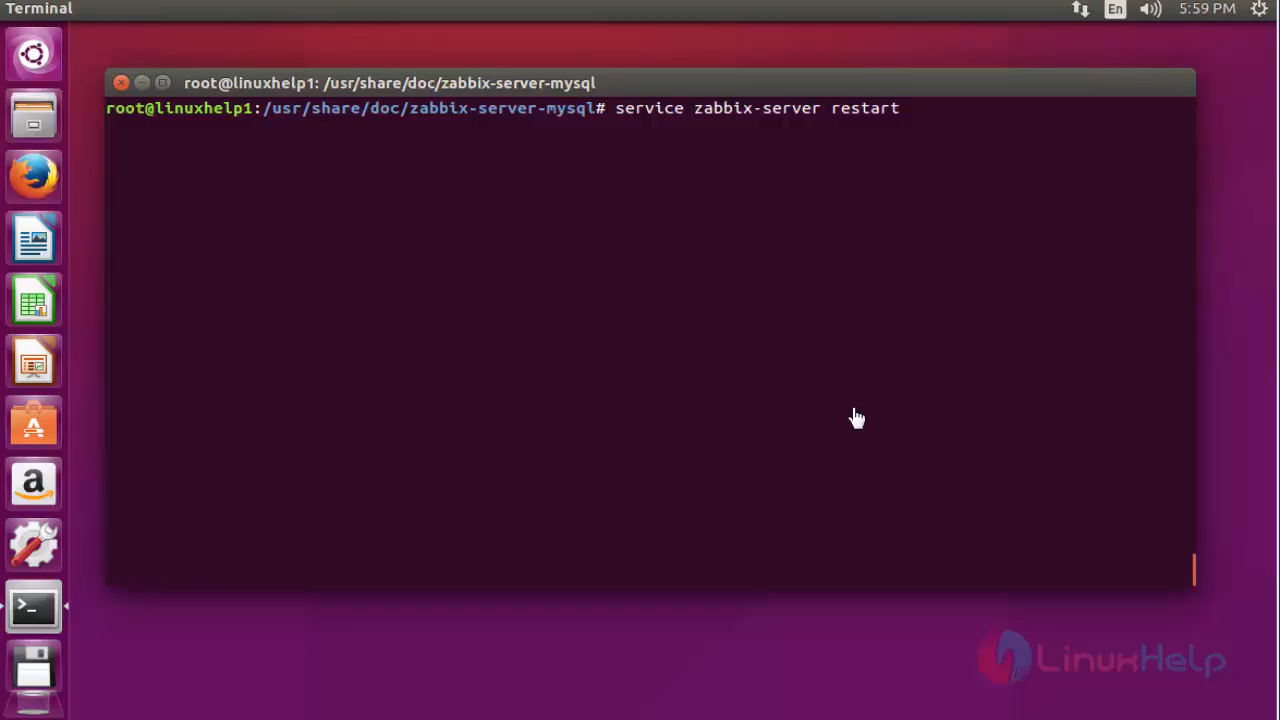 Terminal
En
5:59 PM
root@linuxhelp1: /usr/share/doc/zabbix-server-mysql
root@linuxhelp1:/usr/share/doc/zabbix-server-mysql# service zabbix-server restart
LinuxHelp